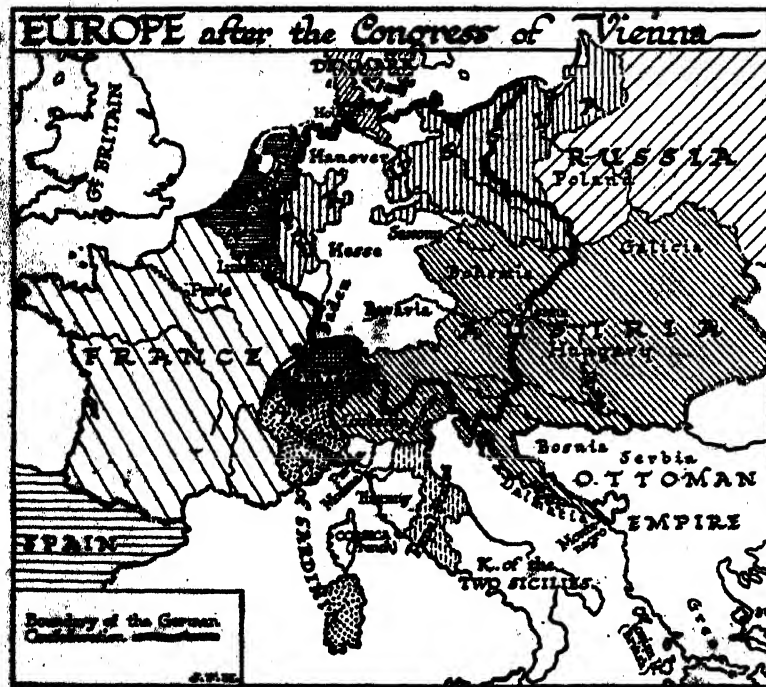 EUROPE after the Congress of Vienna
DENMARK
Gt. BRITAIN
Hanover
RUSSIA
Poland
Saxony
Hesse
Galicia
Bohemia
Paris
Baden
Bavaria
AUSTRIA
FRANCE
Hungary
Bosnia
Serbia
OTTOMAN
Dalmatia
EMPIRE
SPAIN
OF SARDINIA
CORSICA
(French)
K. of the
TWO SICILIES
Boundary of the German
Confederation